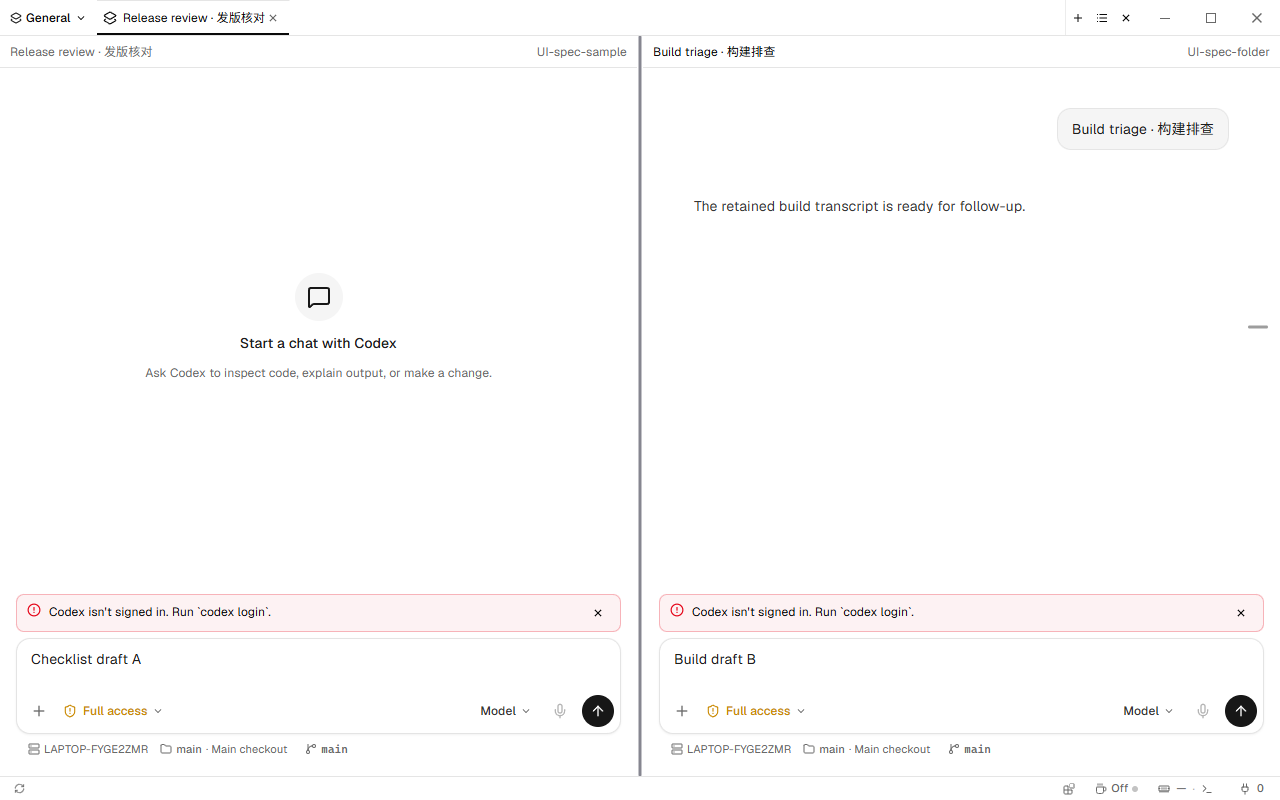 General
Release review · 发版核对
Release review · 发版核对
UI-spec-sample
Build triage · 构建排查
UI-spec-folder
Build triage · 构建排查
The retained build transcript is ready for follow-up.
Start a chat with Codex
Ask Codex to inspect code, explain output, or make a change.
Codex isn't signed in. Run `codex login`.
Checklist draft A
Full access
Model
LAPTOP-FYGE2ZMR
main · Main checkout
main
Codex isn't signed in. Run `codex login`.
Build draft B
Full access
Model
LAPTOP-FYGE2ZMR
main · Main checkout
main
Off
— ·
0